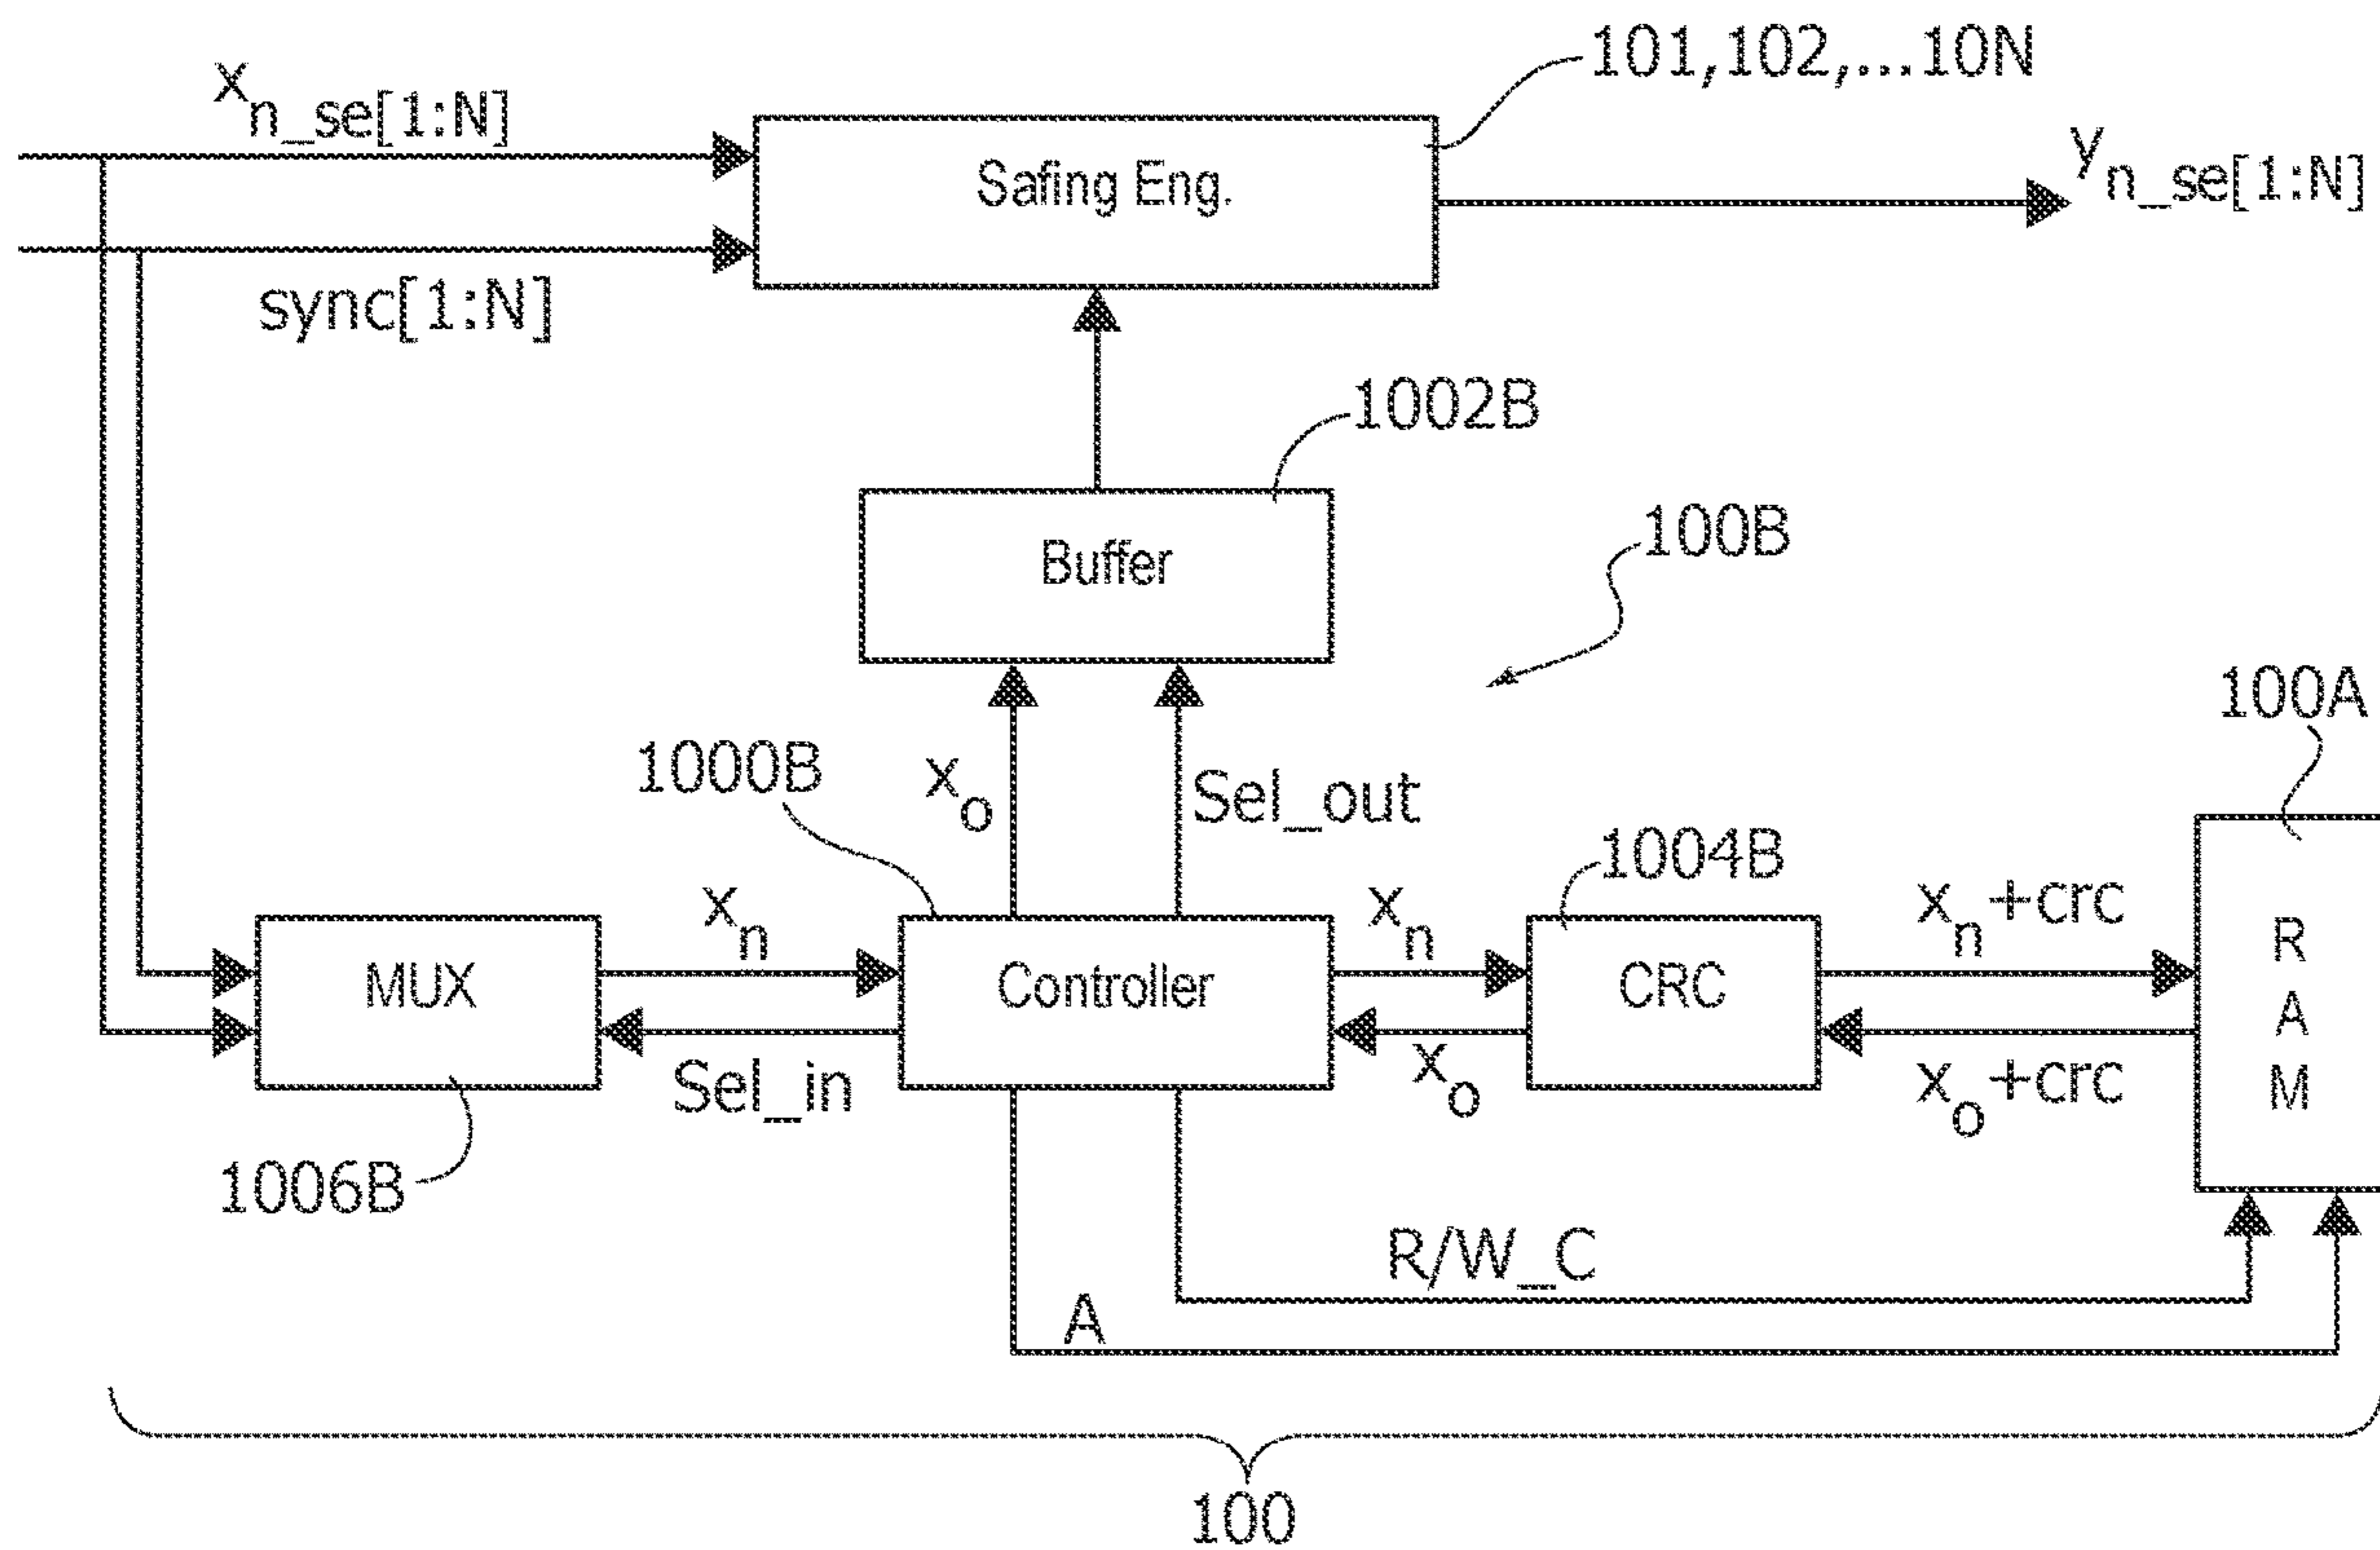 101,102,...10N
xn_se[1:N]
yn_se[1:N]
Safing Eng.
sync[1:N]
1002B
Buffer
100B
100A
1000B
xo
Sel_out
1004B
xn
xn
xn+crc
MUX
Controller
CRC
R
A
M
Sel_in
xo
xo+crc
1006B
R/W_C
A
100